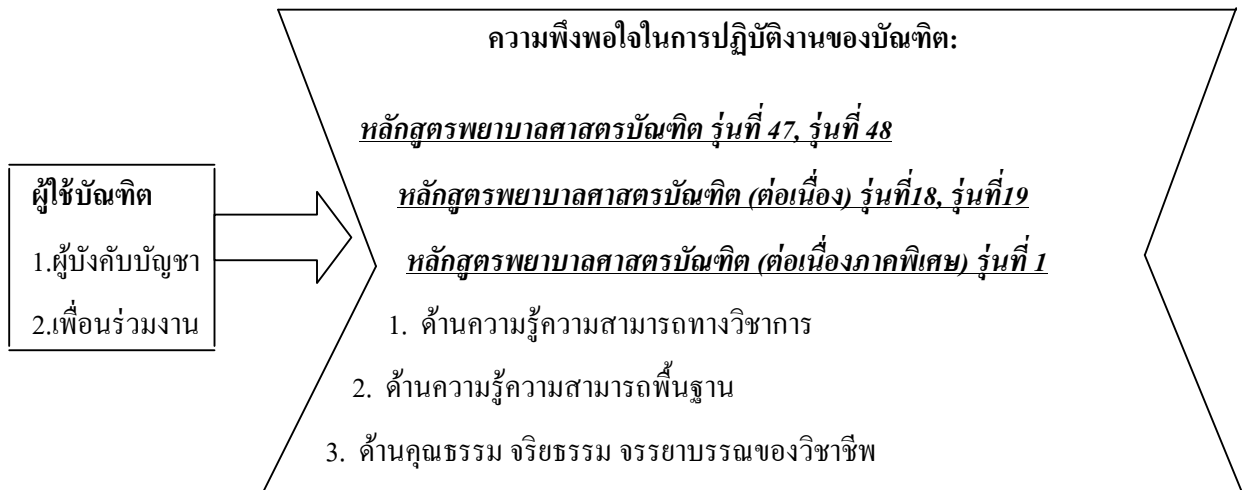 ความพึงพอใจในการปฏิบัติงานของบัณฑิต:
หลักสูตรพยาบาลศาสตรบัณฑิต รุ่นที่ 47, รุ่นที่ 48
หลักสูตรพยาบาลศาสตรบัณฑิต (ต่อเนื่อง) รุ่นที่18, รุ่นที่19
หลักสูตรพยาบาลศาสตรบัณฑิต (ต่อเนื่องภาคพิเศษ) รุ่นที่ 1
1. ด้านความรู้ความสามารถทางวิชาการ
2. ด้านความรู้ความสามารถพื้นฐาน
3. ด้านคุณธรรม จริยธรรม จรรยาบรรณของวิชาชีพ
ผู้ใช้บัณฑิต
1.ผู้บังคับบัญชา
2.เพื่อนร่วมงาน